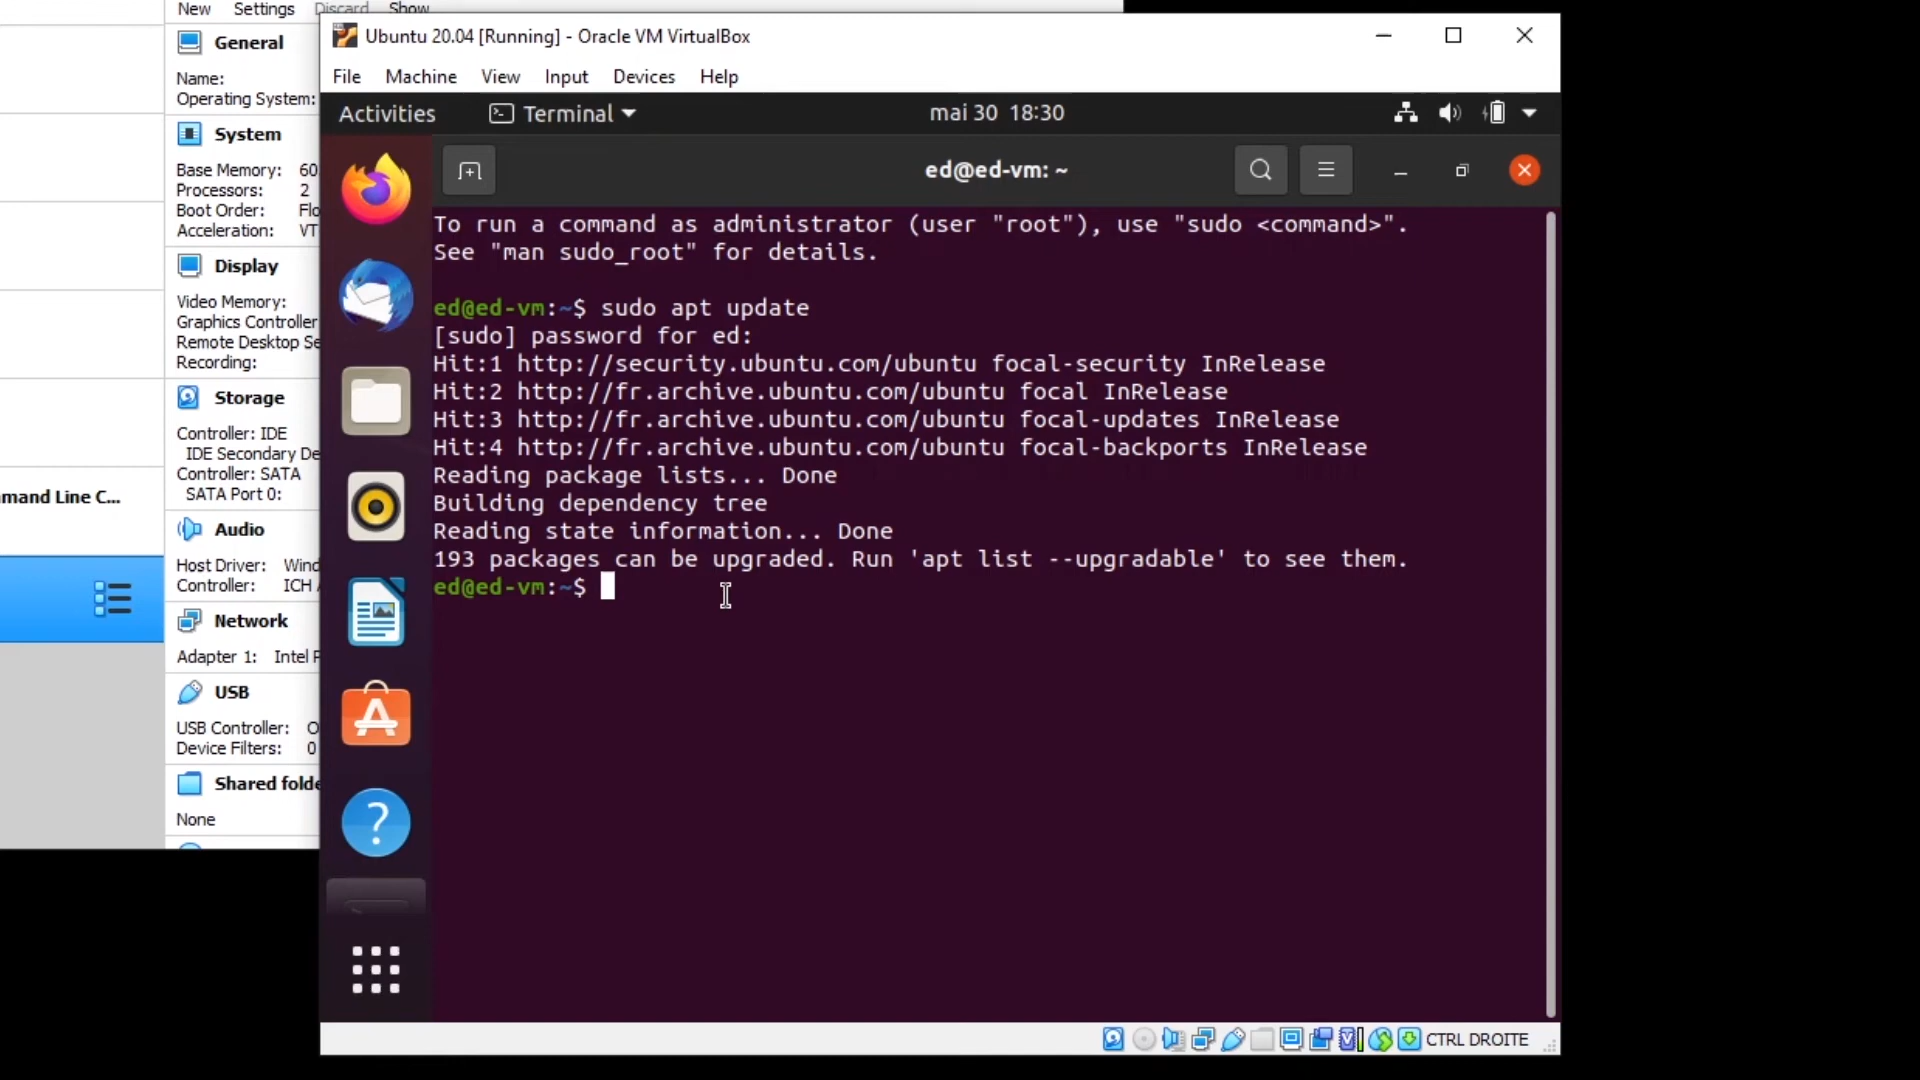 New Settings Discard Show
General
Name:
Operating System:
System
Base Memory: 60
Processors: 2
Boot Order: Flo
Acceleration: VT
Display
Video Memory:
Graphics Controller
Remote Desktop Se
Recording:
Storage
Controller: IDE
IDE Secondary De
Controller: SATA
SATA Port 0:
mand Line C...
Audio
Host Driver: Wind
Controller: ICH
Network
Adapter 1: Intel P
USB
USB Controller: O
Device Filters: 0
Shared folde
None
Ubuntu 20.04 [Running] - Oracle VM VirtualBox
File Machine View Input Devices Help
Activities Terminal mai 30 18:30
ed@ed-vm: ~
To run a command as administrator (user "root"), use "sudo <command>".
See "man sudo_root" for details.
ed@ed-vm:~$ sudo apt update
[sudo] password for ed:
Hit:1 http://security.ubuntu.com/ubuntu focal-security InRelease
Hit:2 http://fr.archive.ubuntu.com/ubuntu focal InRelease
Hit:3 http://fr.archive.ubuntu.com/ubuntu focal-updates InRelease
Hit:4 http://fr.archive.ubuntu.com/ubuntu focal-backports InRelease
Reading package lists... Done
Building dependency tree
Reading state information... Done
193 packages can be upgraded. Run 'apt list --upgradable' to see them.
ed@ed-vm:~$
CTRL DROITE